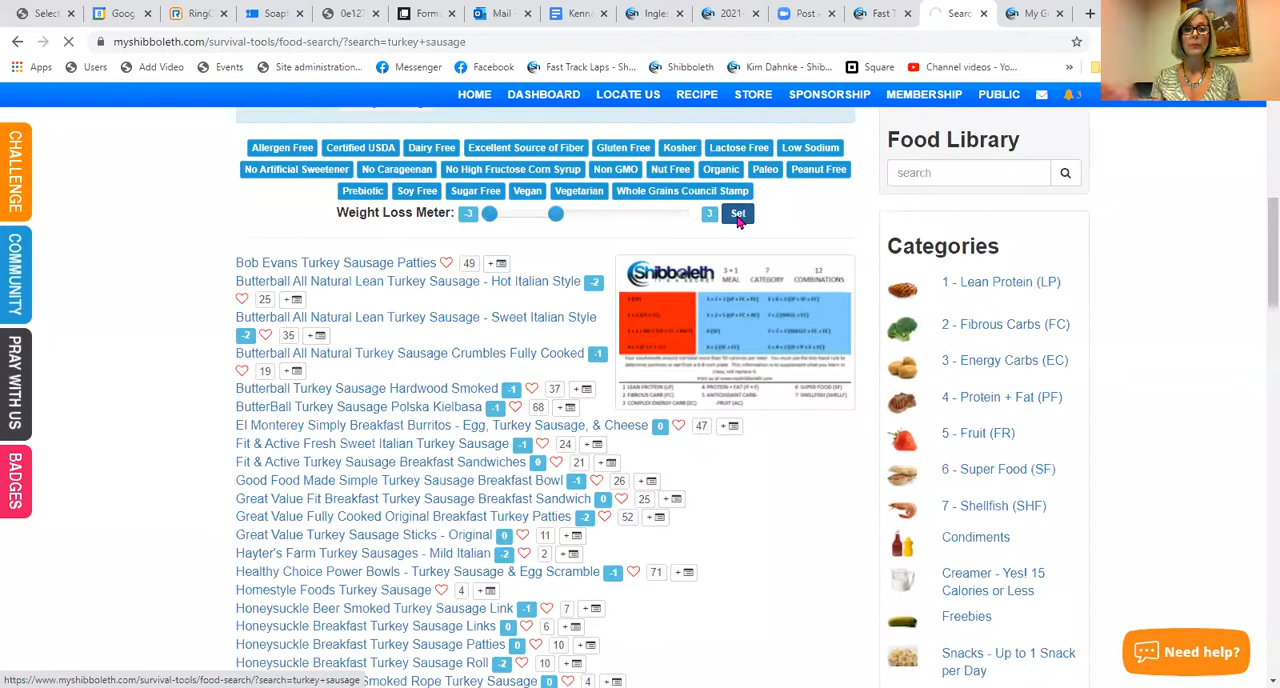 Select
Goog
RingC
Soap
0e127
Form
Mail -
Kenna
Ingles
2021-
Post A
Fast T
Searc
My G
myshibboleth.com/survival-tools/food-search/?search=turkey+sausage
Apps Users Add Video Events Site administration... Messenger Facebook Fast Track Laps - Sh... Shibboleth Kim Dahnke - Shib... Square Channel videos - Yo... »
HOME DASHBOARD LOCATE US RECIPE STORE SPONSORSHIP MEMBERSHIP PUBLIC 3
CHALLENGE
COMMUNITY
PRAY WITH US
BADGES
Allergen Free Certified USDA Dairy Free Excellent Source of Fiber Gluten Free Kosher Lactose Free Low Sodium
No Artificial Sweetener No Carageenan No High Fructose Corn Syrup Non GMO Nut Free Organic Paleo Peanut Free
Prebiotic Soy Free Sugar Free Vegan Vegetarian Whole Grains Council Stamp
Weight Loss Meter: -3 3 Set
Bob Evans Turkey Sausage Patties 49 +
Butterball All Natural Lean Turkey Sausage - Hot Italian Style -2
25 +
Butterball All Natural Lean Turkey Sausage - Sweet Italian Style
-2 35 +
Butterball All Natural Turkey Sausage Crumbles Fully Cooked -1
19 +
Butterball Turkey Sausage Hardwood Smoked -1 37 +
ButterBall Turkey Sausage Polska Kielbasa -1 68 +
El Monterey Simply Breakfast Burritos - Egg, Turkey Sausage, & Cheese 0 47 +
Fit & Active Fresh Sweet Italian Turkey Sausage -1 24 +
Fit & Active Turkey Sausage Breakfast Sandwiches 0 21 +
Good Food Made Simple Turkey Sausage Breakfast Bowl -1 26 +
Great Value Fit Breakfast Turkey Sausage Breakfast Sandwich 0 25 +
Great Value Fully Cooked Original Breakfast Turkey Patties -2 52 +
Great Value Turkey Sausage Sticks - Original 0 11 +
Hayter's Farm Turkey Sausages - Mild Italian -2 2 +
Healthy Choice Power Bowls - Turkey Sausage & Egg Scramble -1 71 +
Homestyle Foods Turkey Sausage 4 +
Honeysuckle Beer Smoked Turkey Sausage Link -1 7 +
Honeysuckle Breakfast Turkey Sausage Links 0 6 +
Honeysuckle Breakfast Turkey Sausage Patties 0 10 +
Honeysuckle Breakfast Turkey Sausage Roll -2 10 +
Smoked Rope Turkey Sausage 0 4 +
https://www.myshibboleth.com/survival-tools/food-search/?search=turkey+sausage
Shibboleth
3 + 1 7 12
MEAL CATEGORY COMBINATIONS
Food Library
search
Categories
1 - Lean Protein (LP)
2 - Fibrous Carbs (FC)
3 - Energy Carbs (EC)
4 - Protein + Fat (PF)
5 - Fruit (FR)
6 - Super Food (SF)
7 - Shellfish (SHF)
Condiments
Creamer - Yes! 15
Calories or Less
Freebies
Snacks - Up to 1 Snack
per Day
Need help?